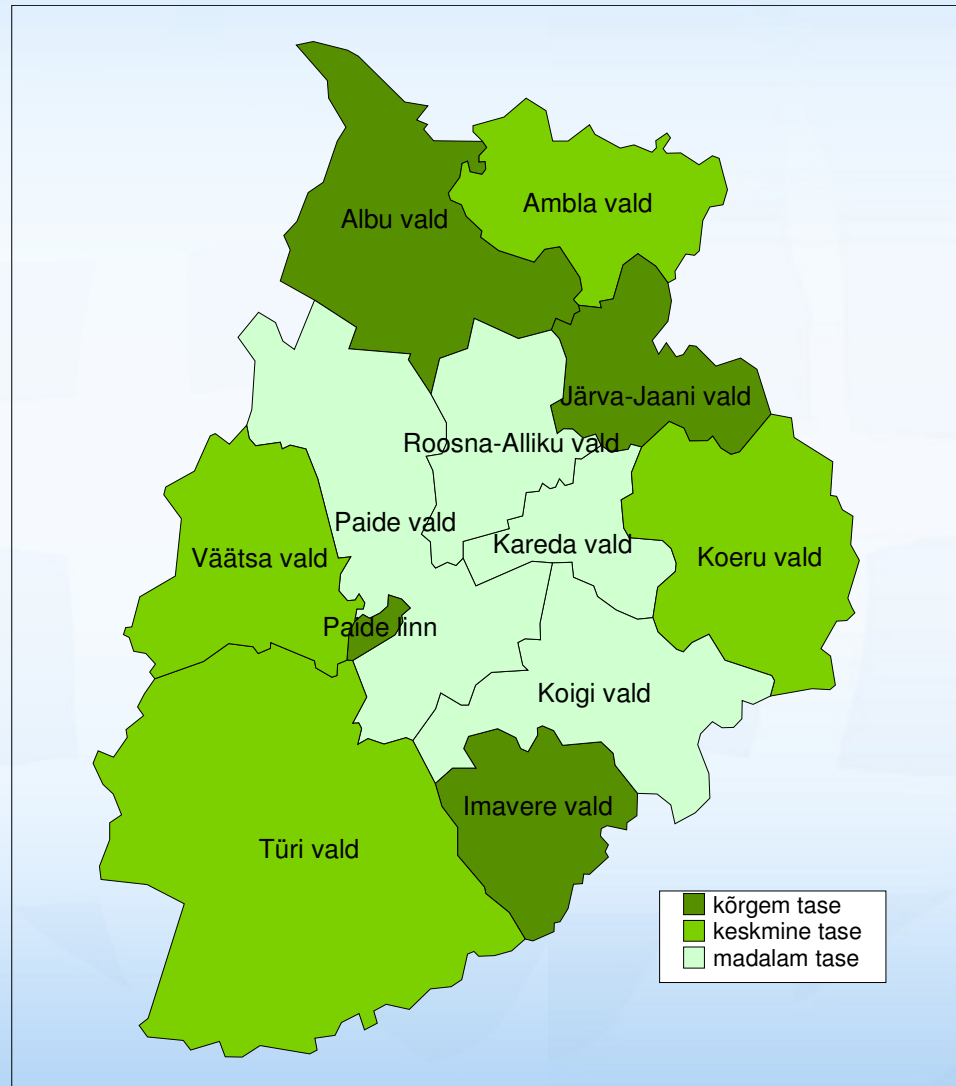 Ambla vald
Albu vald
Järva-Jaani vald
Roosna-Alliku vald
Paide vald
Kareda vald
Väätsa vald
Koeru vald
Paide linn
Koigi vald
Imavere vald
Türi vald
kõrgem tase
keskmine tase
madalam tase